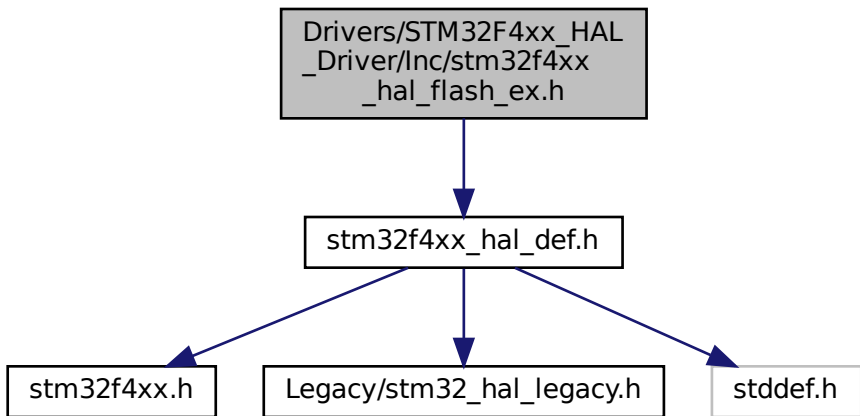 Drivers/STM32F4xx_HAL
_Driver/Inc/stm32f4xx
_hal_flash_ex.h
stm32f4xx_hal_def.h
stm32f4xx.h
Legacy/stm32_hal_legacy.h
stddef.h